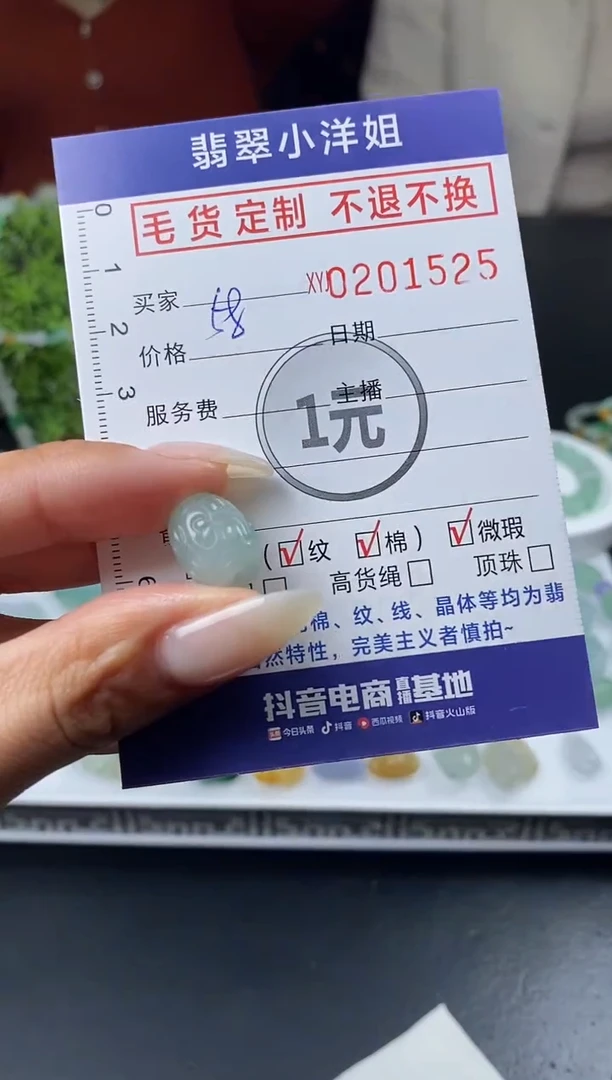 翡翠小洋姐
毛货定制 不退不换
XYJ0201525
买家
58
价格
日期
服务费
主播
1元
0
1
2
3
6
(☑纹 ☑棉) ☑微瑕
高货绳□ 顶珠□
棉、纹、线、晶体等均为翡
然特性，完美主义者慎拍~
抖音电商直播基地
今日头条 抖音 西瓜视频 抖音火山版